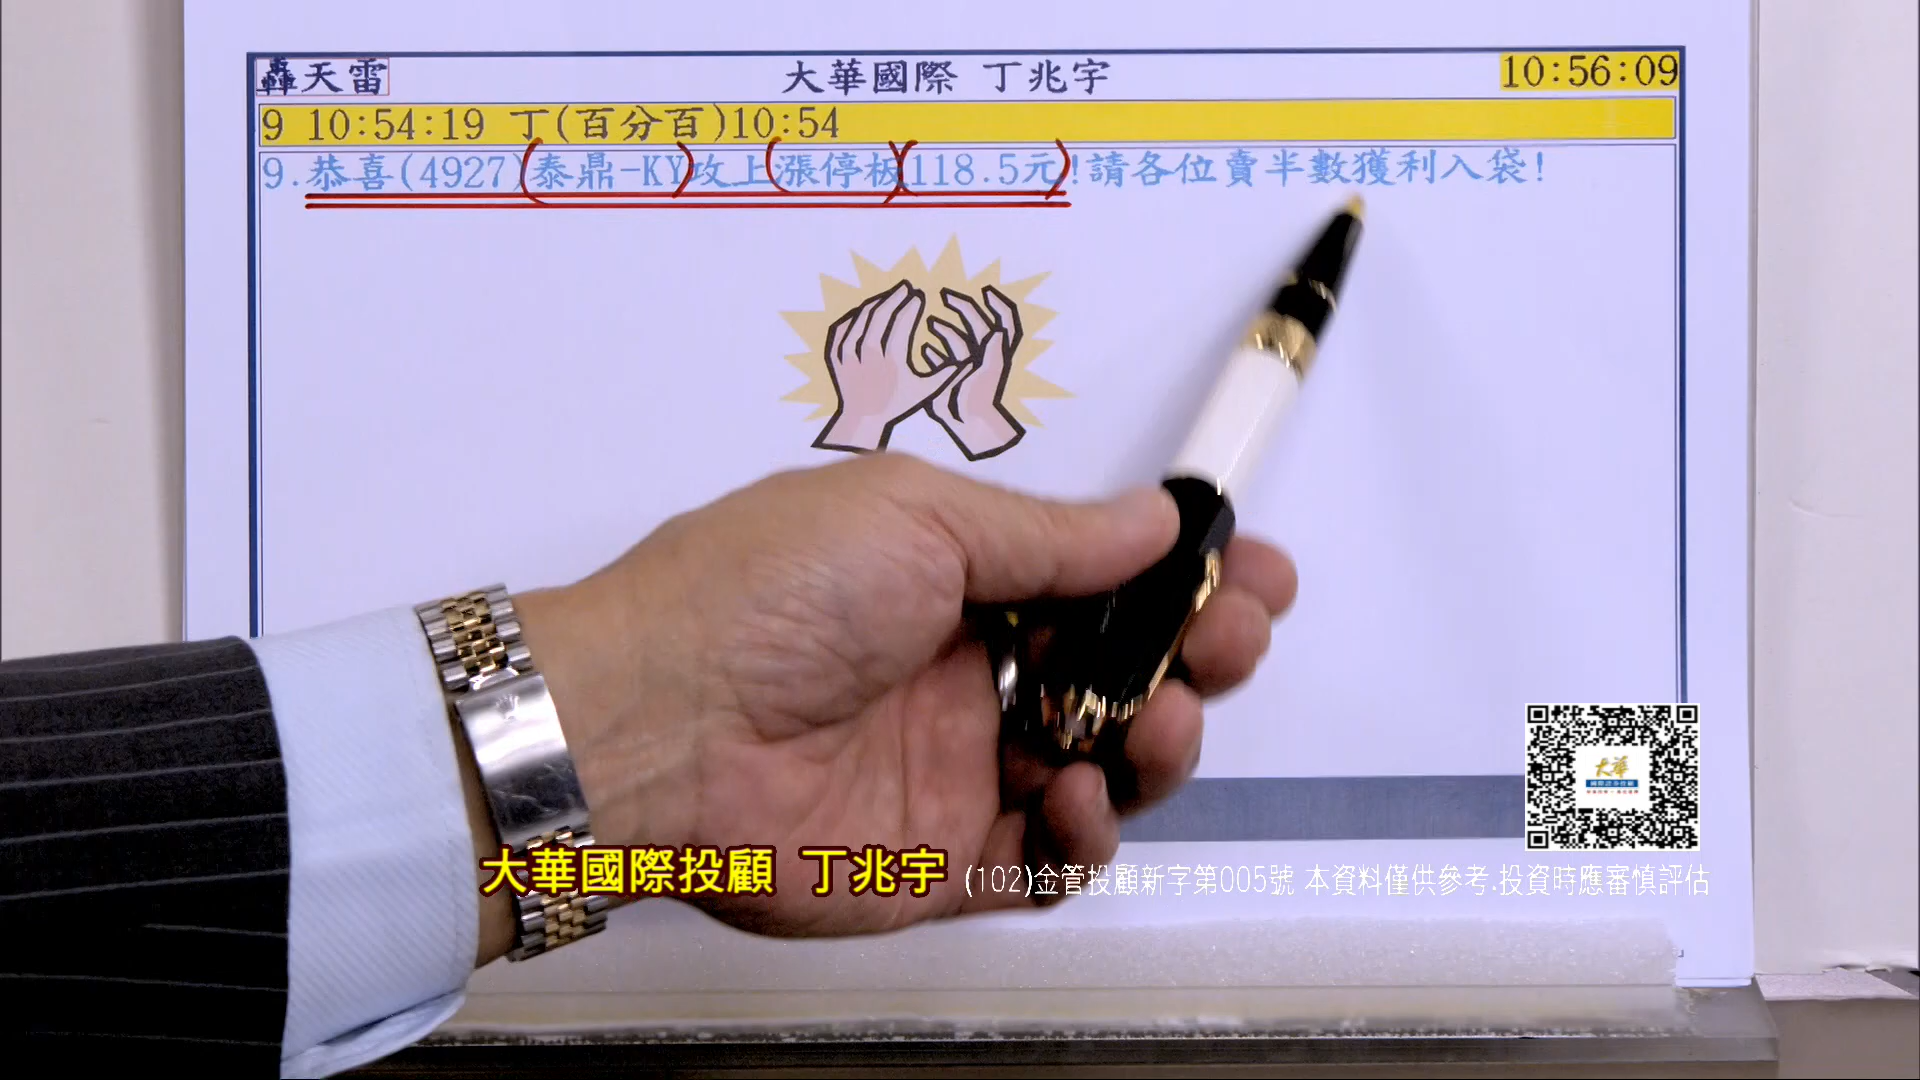 轟天雷 大華國際 丁兆宇 10:56:09
9 10:54:19 丁(百分百)10:54
9.恭喜(4927)(泰鼎-KY)攻上(漲停板)(118.5元)!請各位賣半數獲利入袋!
大華
大華國際投顧 丁兆宇 (102)金管投顧新字第005號 本資料僅供參考.投資時應審慎評估